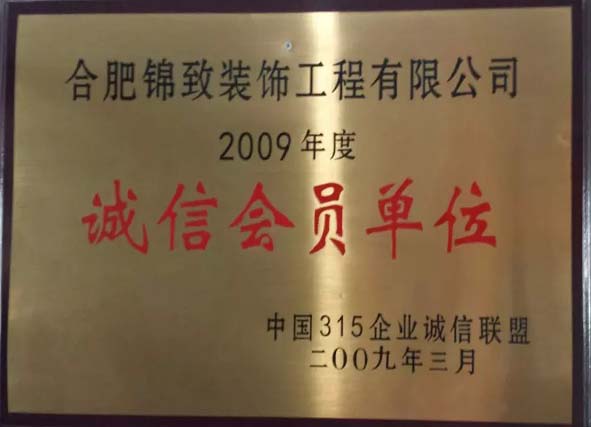 合肥锦致装饰工程有限公司
2009年度
诚信会员单位
中国315企业诚信联盟
二00九年三月